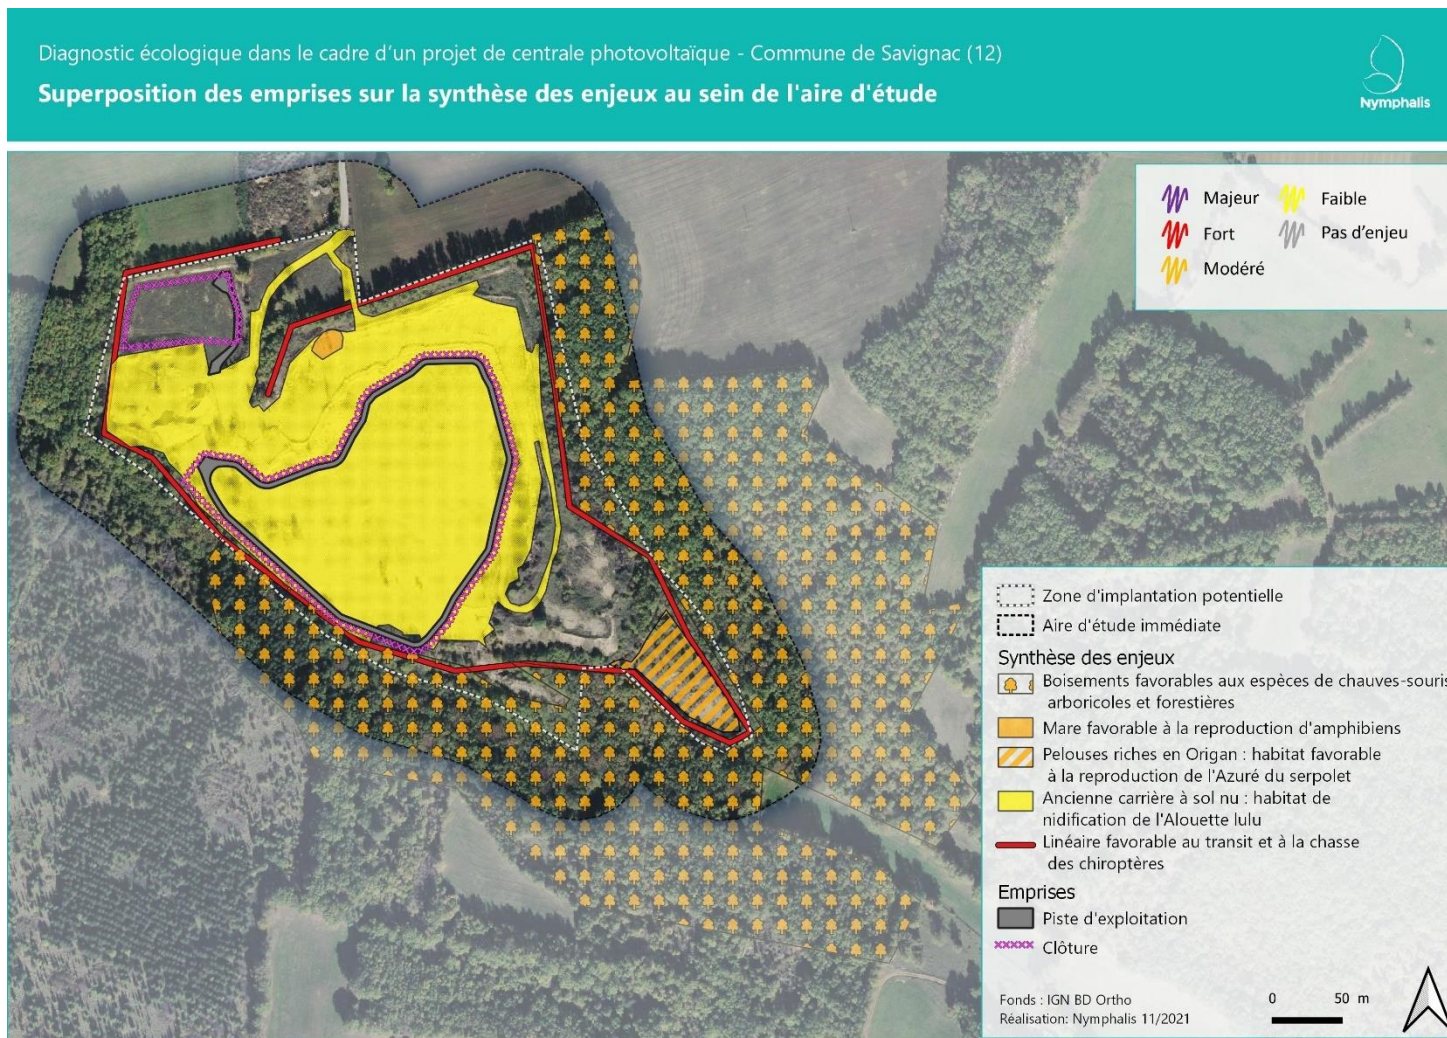 Diagnostic écologique dans le cadre d'un projet de centrale photovoltaïque - Commune de Savignac (12)
Superposition des emprises sur la synthèse des enjeux au sein de l'aire d'étude
Nymphalis
Majeur
Faible
Fort
Pas d'enjeu
Modéré
Zone d'implantation potentielle
Aire d'étude immédiate
Synthèse des enjeux
Boisements favorables aux espèces de chauves-souris
arboricoles et forestières
Mare favorable à la reproduction d'amphibiens
Pelouses riches en Origan : habitat favorable
à la reproduction de l'Azuré du serpolet
Ancienne carrière à sol nu : habitat de
nidification de l'Alouette lulu
Linéaire favorable au transit et à la chasse
des chiroptères
Emprises
Piste d'exploitation
Clôture
Fonds : IGN BD Ortho
Réalisation: Nymphalis 11/2021
0 50 m